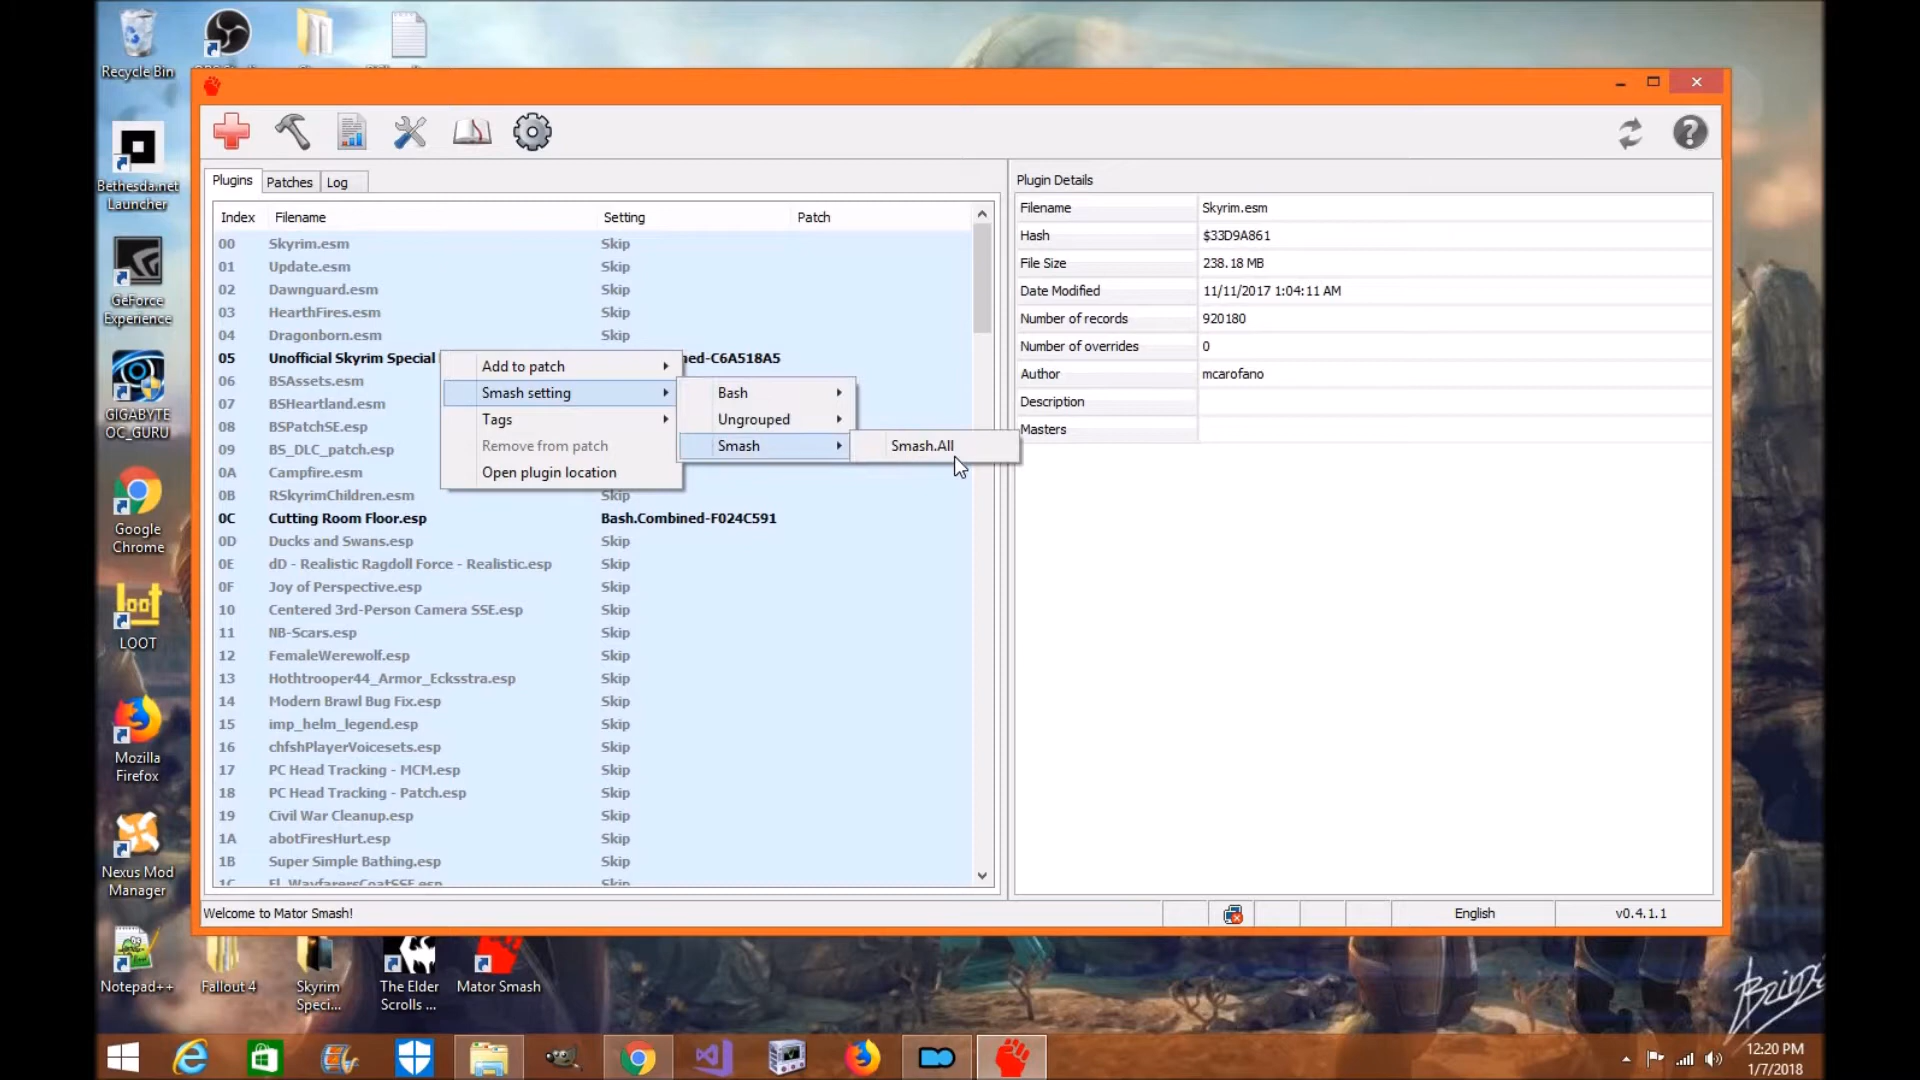 Recycle Bin
Bethesda.net
Launcher
GeForce
Experience
GIGABYTE
OC_GURU
Google
Chrome
loot
LOOT
Mozilla
Firefox
Nexus Mod
Manager
Notepad++
Fallout 4
Skyrim
Speci...
The Elder
Scrolls ...
Mator Smash
Plugins
Patches
Log
Index Filename Setting Patch
00 Skyrim.esm Skip
01 Update.esm Skip
02 Dawnguard.esm Skip
03 HearthFires.esm Skip
04 Dragonborn.esm Skip
05 Unofficial Skyrim Special ned-C6A518A5
06 BSAssets.esm
07 BSHeartland.esm
08 BSPatchSE.esp
09 BS_DLC_patch.esp
0A Campfire.esm
0B RSkyrimChildren.esm Skip
0C Cutting Room Floor.esp Bash.Combined-F024C591
0D Ducks and Swans.esp Skip
0E dD - Realistic Ragdoll Force - Realistic.esp Skip
0F Joy of Perspective.esp Skip
10 Centered 3rd-Person Camera SSE.esp Skip
11 NB-Scars.esp Skip
12 FemaleWerewolf.esp Skip
13 Hothtrooper44_Armor_Ecksstra.esp Skip
14 Modern Brawl Bug Fix.esp Skip
15 imp_helm_legend.esp Skip
16 chfshPlayerVoicesets.esp Skip
17 PC Head Tracking - MCM.esp Skip
18 PC Head Tracking - Patch.esp Skip
19 Civil War Cleanup.esp Skip
1A abotFiresHurt.esp Skip
1B Super Simple Bathing.esp Skip
Add to patch
Smash setting
Tags
Remove from patch
Open plugin location
Bash
Ungrouped
Smash
Smash.All
Plugin Details
Filename Skyrim.esm
Hash $33D9A861
File Size 238.18 MB
Date Modified 11/11/2017 1:04:11 AM
Number of records 920180
Number of overrides 0
Author mcarofano
Description
Masters
Welcome to Mator Smash!
English
v0.4.1.1
12:20 PM
1/7/2018